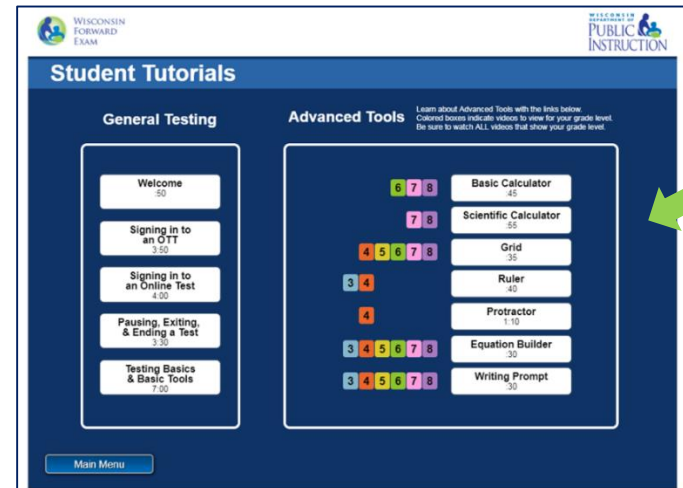 WISCONSIN
FORWARD
EXAM
WISCONSIN
DEPARTMENT OF
PUBLIC
INSTRUCTION
Student Tutorials
General Testing
Welcome
:50
Signing in to
an OTT
3:50
Signing in to
an Online Test
4:00
Pausing, Exiting,
& Ending a Test
3:30
Testing Basics
& Basic Tools
7:00
Advanced Tools
Learn about Advanced Tools with the links below.
Colored boxes indicate videos to view for your grade level.
Be sure to watch ALL videos that show your grade level.
6 7 8 Basic Calculator
:45
7 8 Scientific Calculator
:55
4 5 6 7 8 Grid
:35
3 4 Ruler
:40
4 Protractor
1:10
3 4 5 6 7 8 Equation Builder
:30
3 4 5 6 7 8 Writing Prompt
:30
Main Menu